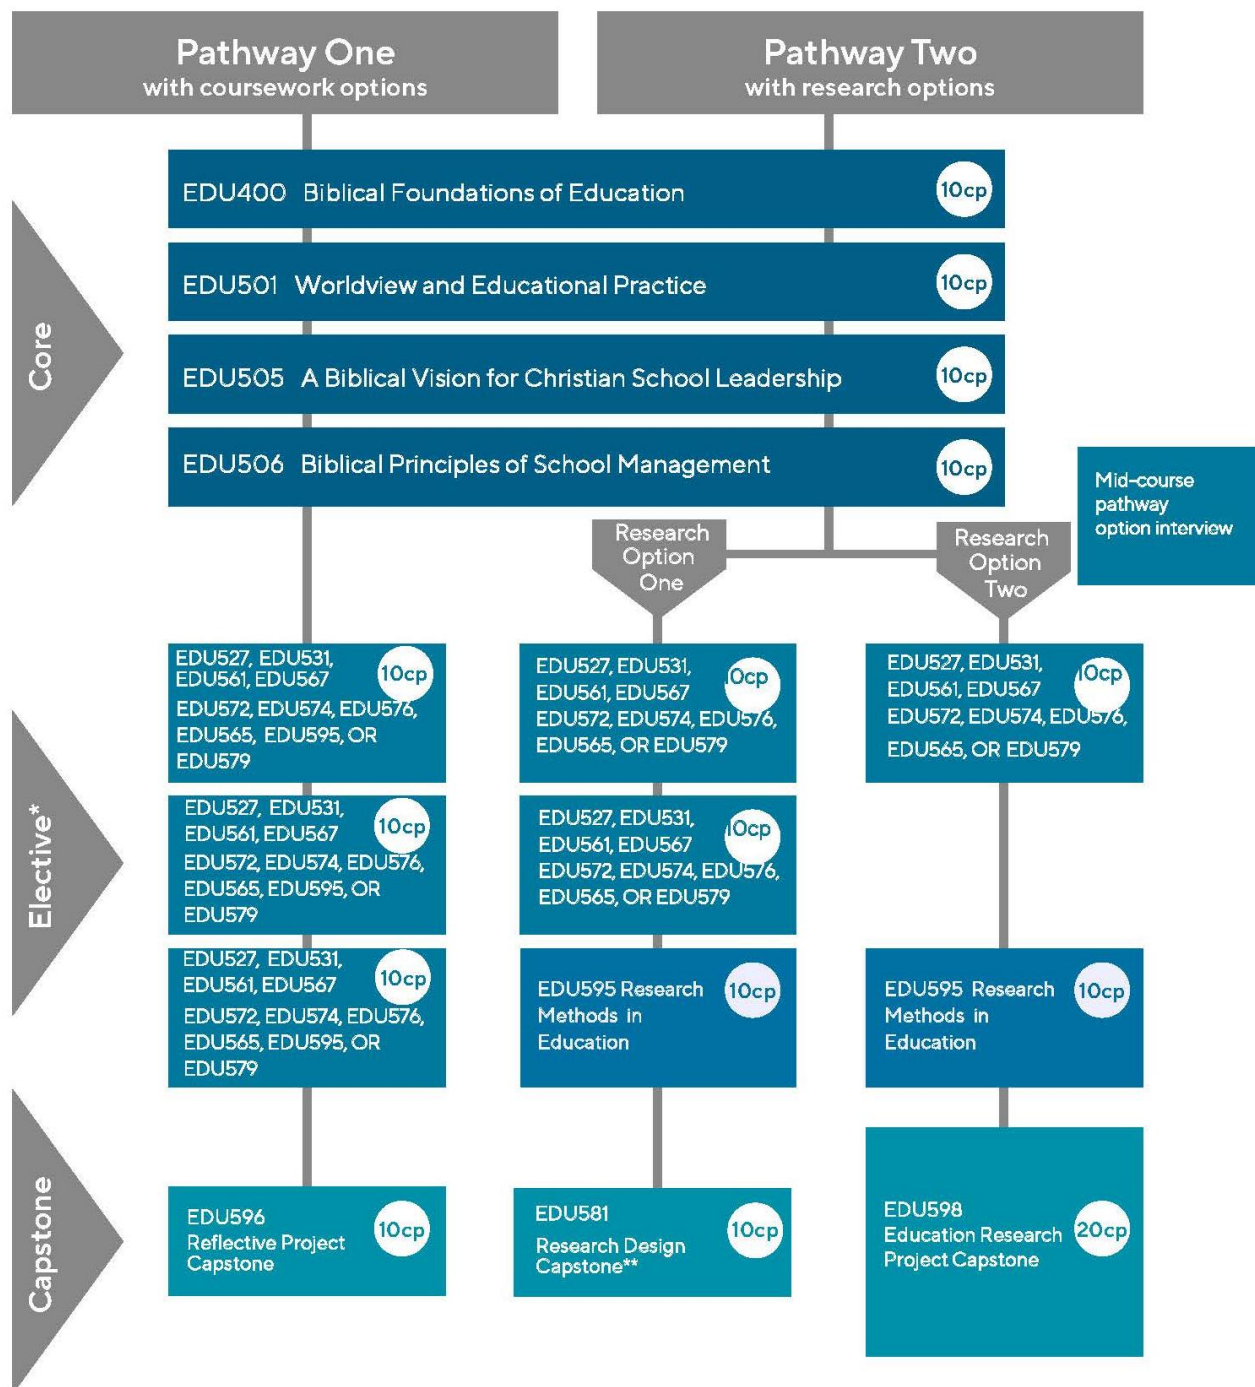 Pathway One
with coursework options
Pathway Two
with research options
Core
EDU400 Biblical Foundations of Education
10cp
EDU501 Worldview and Educational Practice
10cp
EDU505 A Biblical Vision for Christian School Leadership
10cp
EDU506 Biblical Principles of School Management
10cp
Mid-course
pathway
option interview
Research
Option
One
Research
Option
Two
Elective*
EDU527, EDU531,
EDU561, EDU567
EDU572, EDU574, EDU576,
EDU565, EDU595, OR
EDU579
10cp
EDU527, EDU531,
EDU561, EDU567
EDU572, EDU574, EDU576,
EDU565, OR EDU579
10cp
EDU527, EDU531,
EDU561, EDU567
EDU572, EDU574, EDU576,
EDU565, OR EDU579
10cp
EDU527, EDU531,
EDU561, EDU567
EDU572, EDU574, EDU576,
EDU565, EDU595, OR
EDU579
10cp
EDU527, EDU531,
EDU561, EDU567
EDU572, EDU574, EDU576,
EDU565, OR EDU579
10cp
EDU527, EDU531,
EDU561, EDU567
EDU572, EDU574, EDU576,
EDU565, EDU595, OR
EDU579
10cp
EDU595 Research
Methods in
Education
10cp
EDU595 Research
Methods in
Education
10cp
Capstone
EDU596
Reflective Project
Capstone
10cp
EDU581
Research Design
Capstone**
10cp
EDU598
Education Research
Project Capstone
20cp